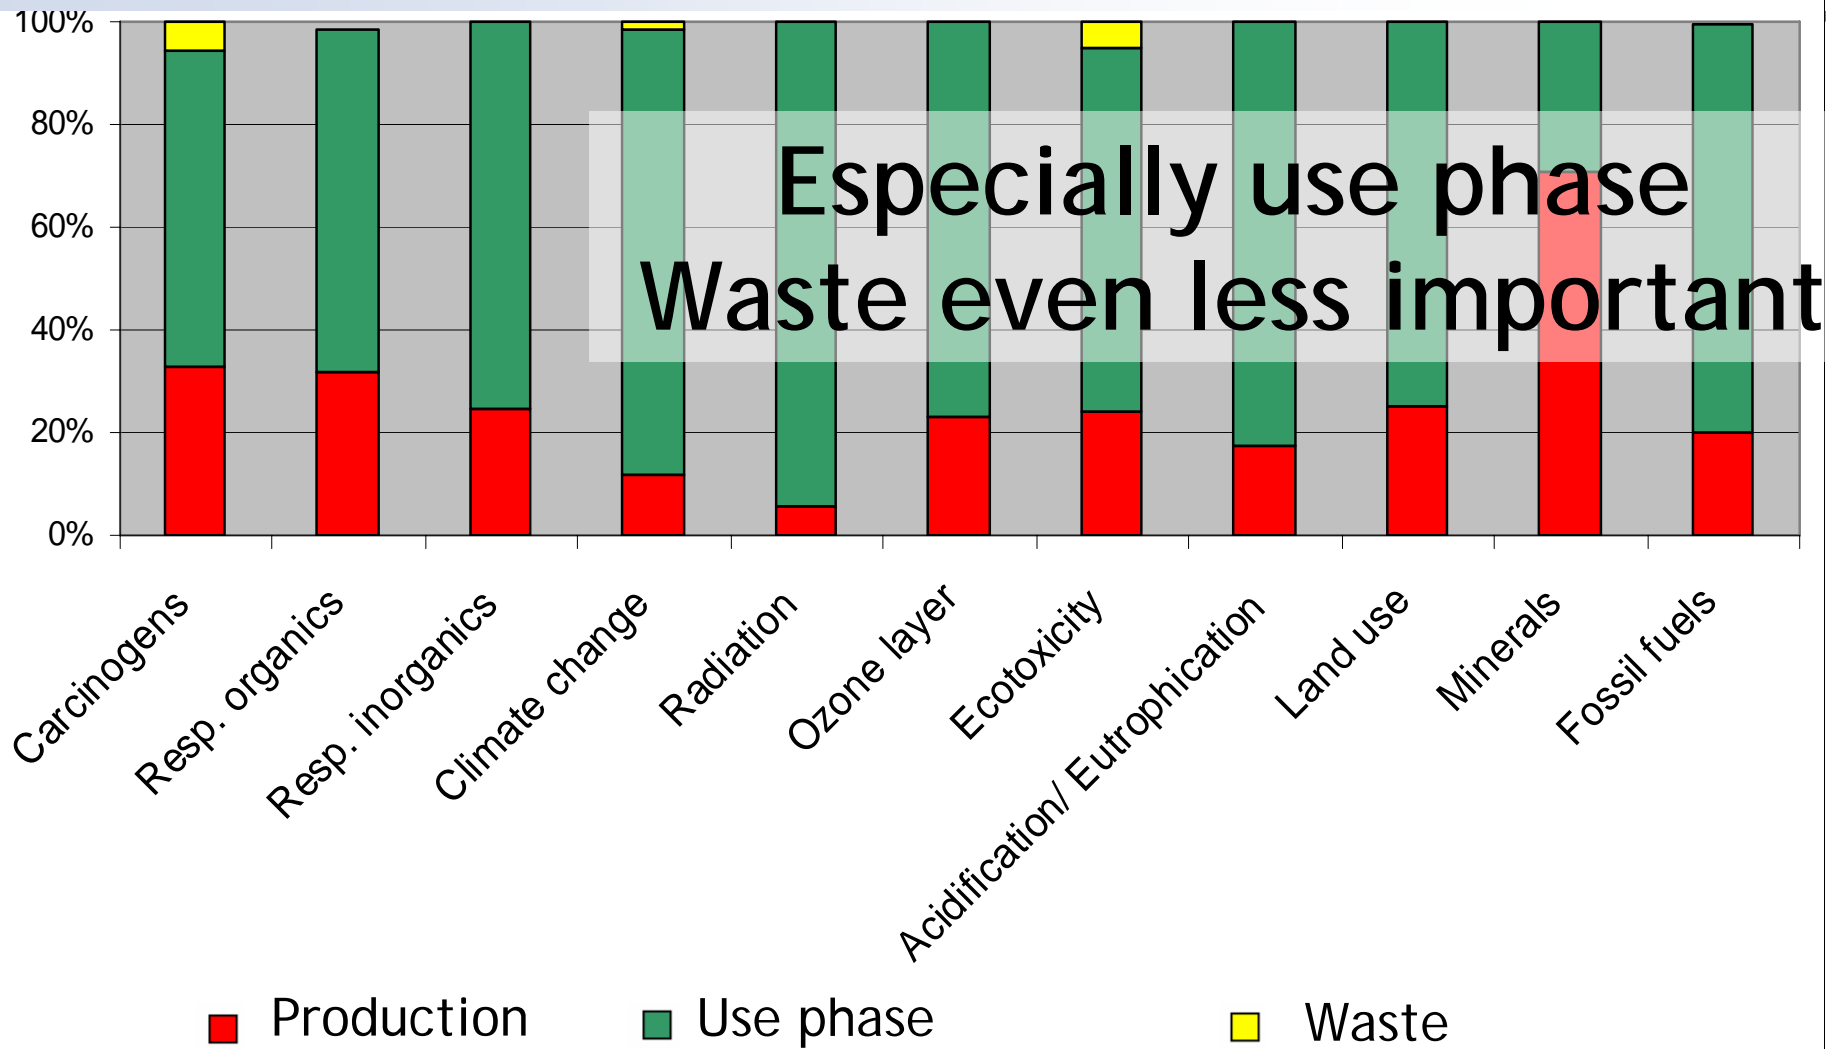 100%
80%
60%
40%
20%
0%
Especially use phase
Waste even less important
Carcinogens
Resp. organics
Resp. inorganics
Climate change
Radiation
Ozone layer
Ecotoxicity
Acidification/ Eutrophication
Land use
Minerals
Fossil fuels
Production Use phase Waste